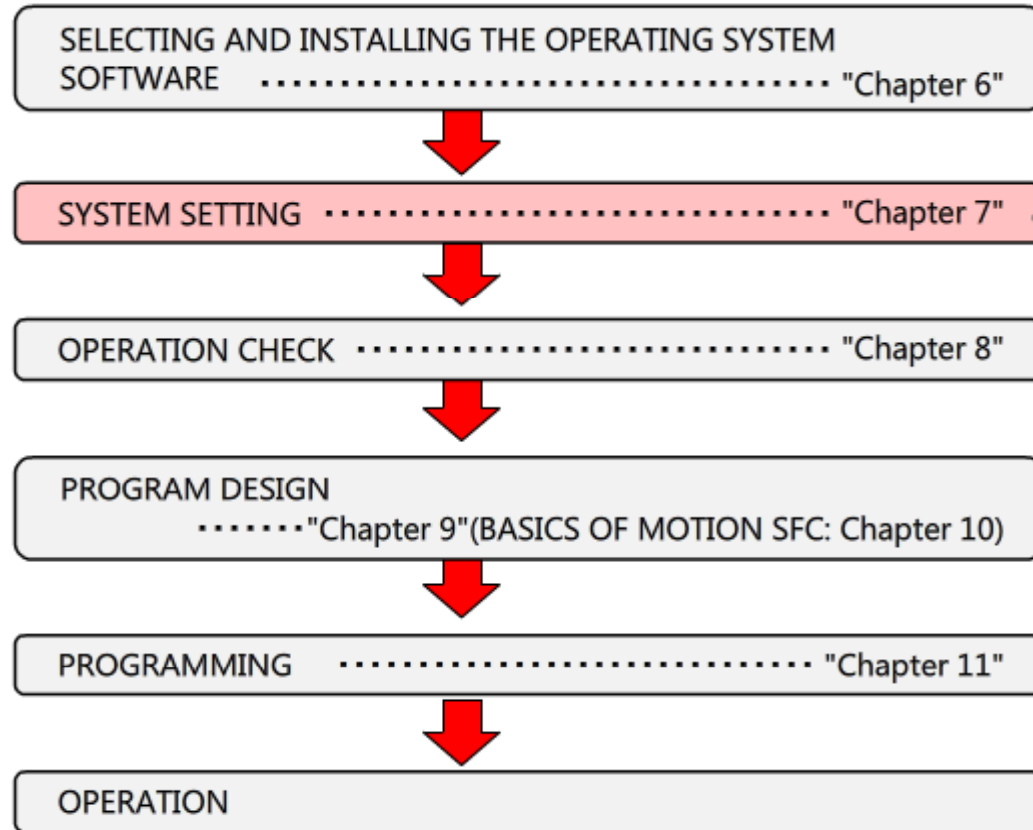 SELECTING AND INSTALLING THE OPERATING SYSTEM
SOFTWARE ································· "Chapter 6"
SYSTEM SETTING ····························· "Chapter 7"
OPERATION CHECK ··························· "Chapter 8"
PROGRAM DESIGN
·······"Chapter 9"(BASICS OF MOTION SFC: Chapter 10)
PROGRAMMING ··························· "Chapter 11"
OPERATION